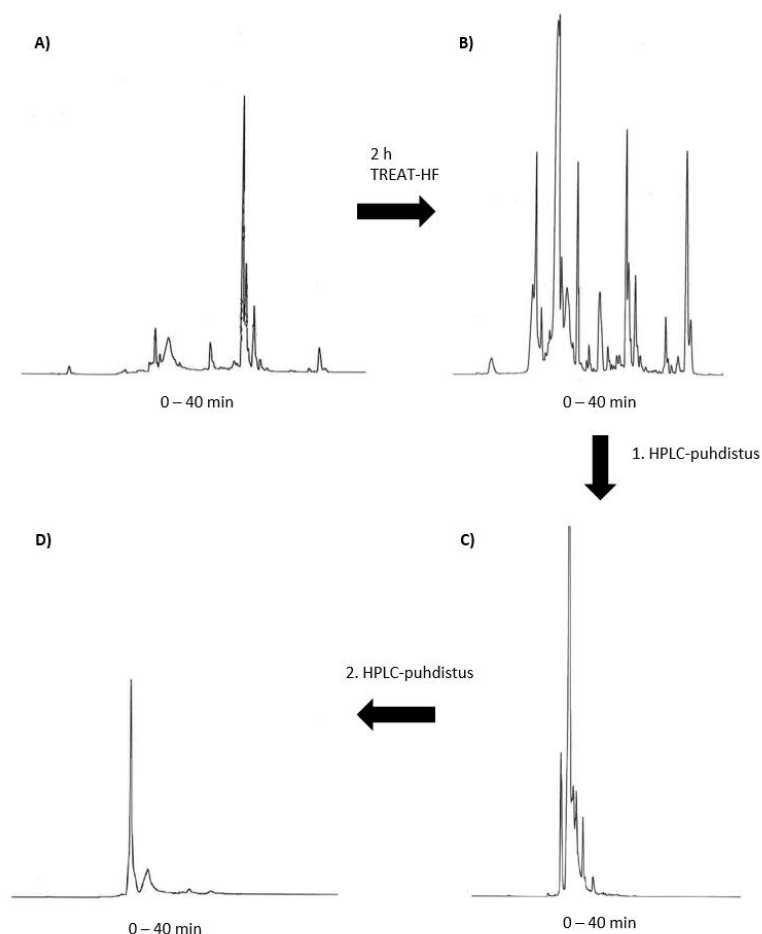 A)
B)
2 h
TREAT-HF
0 – 40 min
0 – 40 min
1. HPLC-puhdistus
D)
C)
2. HPLC-puhdistus
0 – 40 min
0 – 40 min